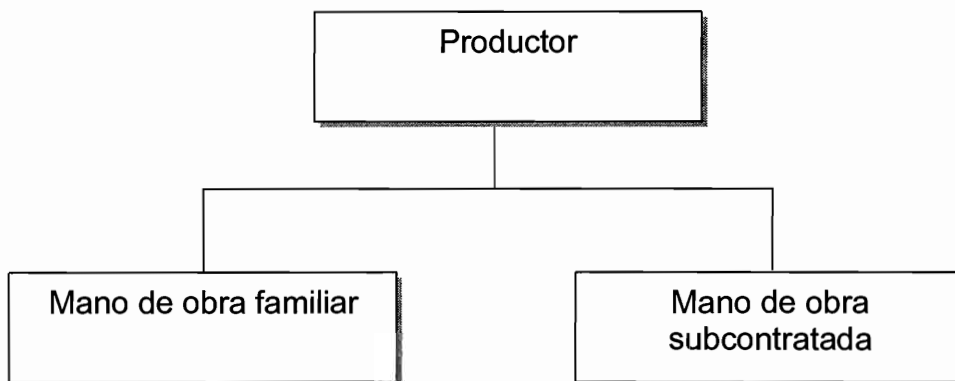 Productor
Mano de obra familiar
Mano de obra
subcontratada